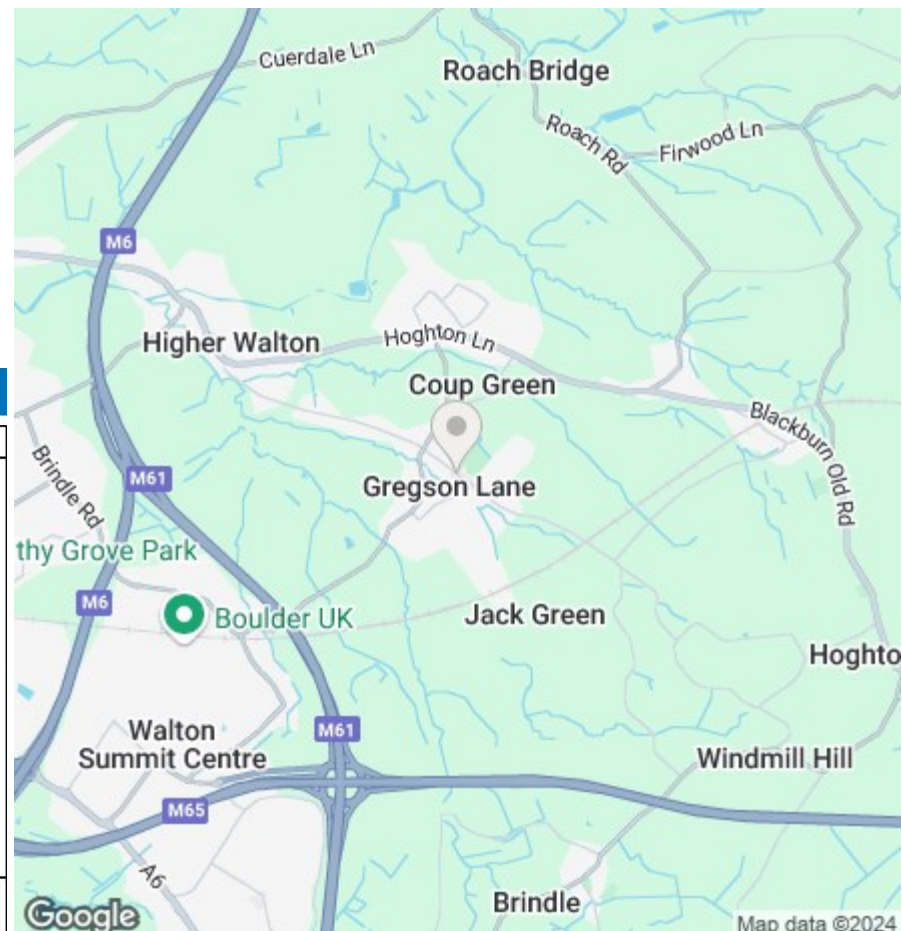 Cuerdale Ln
Roach Bridge
Roach Rd
Firwood Ln
M6
Higher Walton
Hoghton Ln
Coup Green
Blackburn Old Rd
Brindle Rd
M61
Gregson Lane
thy Grove Park
M6
Boulder UK
Jack Green
Hoghto
M61
Walton
Summit Centre
Windmill Hill
M65
A6
Brindle
Google
Map data ©2024